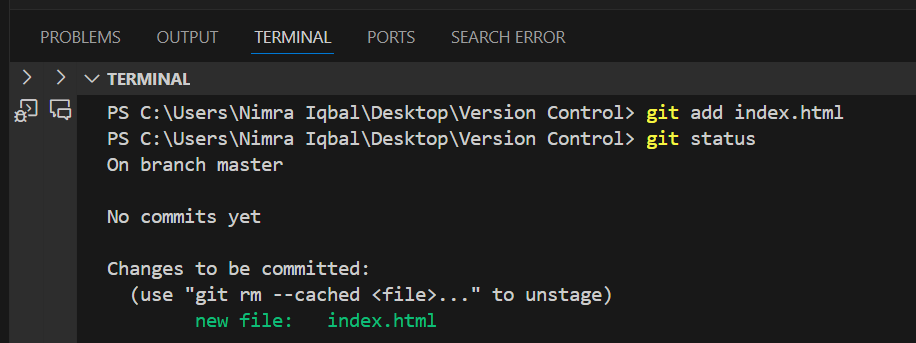 PROBLEMS OUTPUT TERMINAL PORTS SEARCH ERROR
TERMINAL
PS C:\Users\Nimra Iqbal\Desktop\Version Control> git add index.html
PS C:\Users\Nimra Iqbal\Desktop\Version Control> git status
On branch master
No commits yet
Changes to be committed:
(use "git rm --cached <file>..." to unstage)
new file: index.html